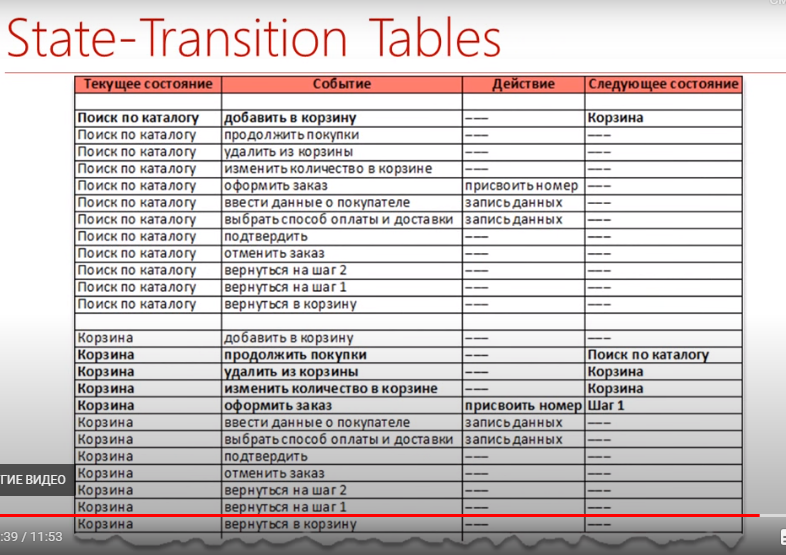 State-Transition Tables
Текущее состояние Событие Действие Следующее состояние
Поиск по каталогу добавить в корзину --- Корзина
Поиск по каталогу продолжить покупки --- ---
Поиск по каталогу удалить из корзины --- ---
Поиск по каталогу изменить количество в корзине --- ---
Поиск по каталогу оформить заказ присвоить номер ---
Поиск по каталогу ввести данные о покупателе запись данных ---
Поиск по каталогу выбрать способ оплаты и доставки запись данных ---
Поиск по каталогу подтвердить --- ---
Поиск по каталогу отменить заказ --- ---
Поиск по каталогу вернуться на шаг 2 --- ---
Поиск по каталогу вернуться на шаг 1 --- ---
Поиск по каталогу вернуться в корзину --- ---
Корзина добавить в корзину --- ---
Корзина продолжить покупки --- Поиск по каталогу
Корзина удалить из корзины --- Корзина
Корзина изменить количество в корзине --- Корзина
Корзина оформить заказ присвоить номер Шаг 1
Корзина ввести данные о покупателе запись данных ---
Корзина выбрать способ оплаты и доставки запись данных ---
Корзина подтвердить --- ---
ГИЕ ВИДЕО Корзина отменить заказ --- ---
Корзина вернуться на шаг 2 --- ---
Корзина вернуться на шаг 1 --- ---
Корзина вернуться в корзину --- ---
:39 / 11:53